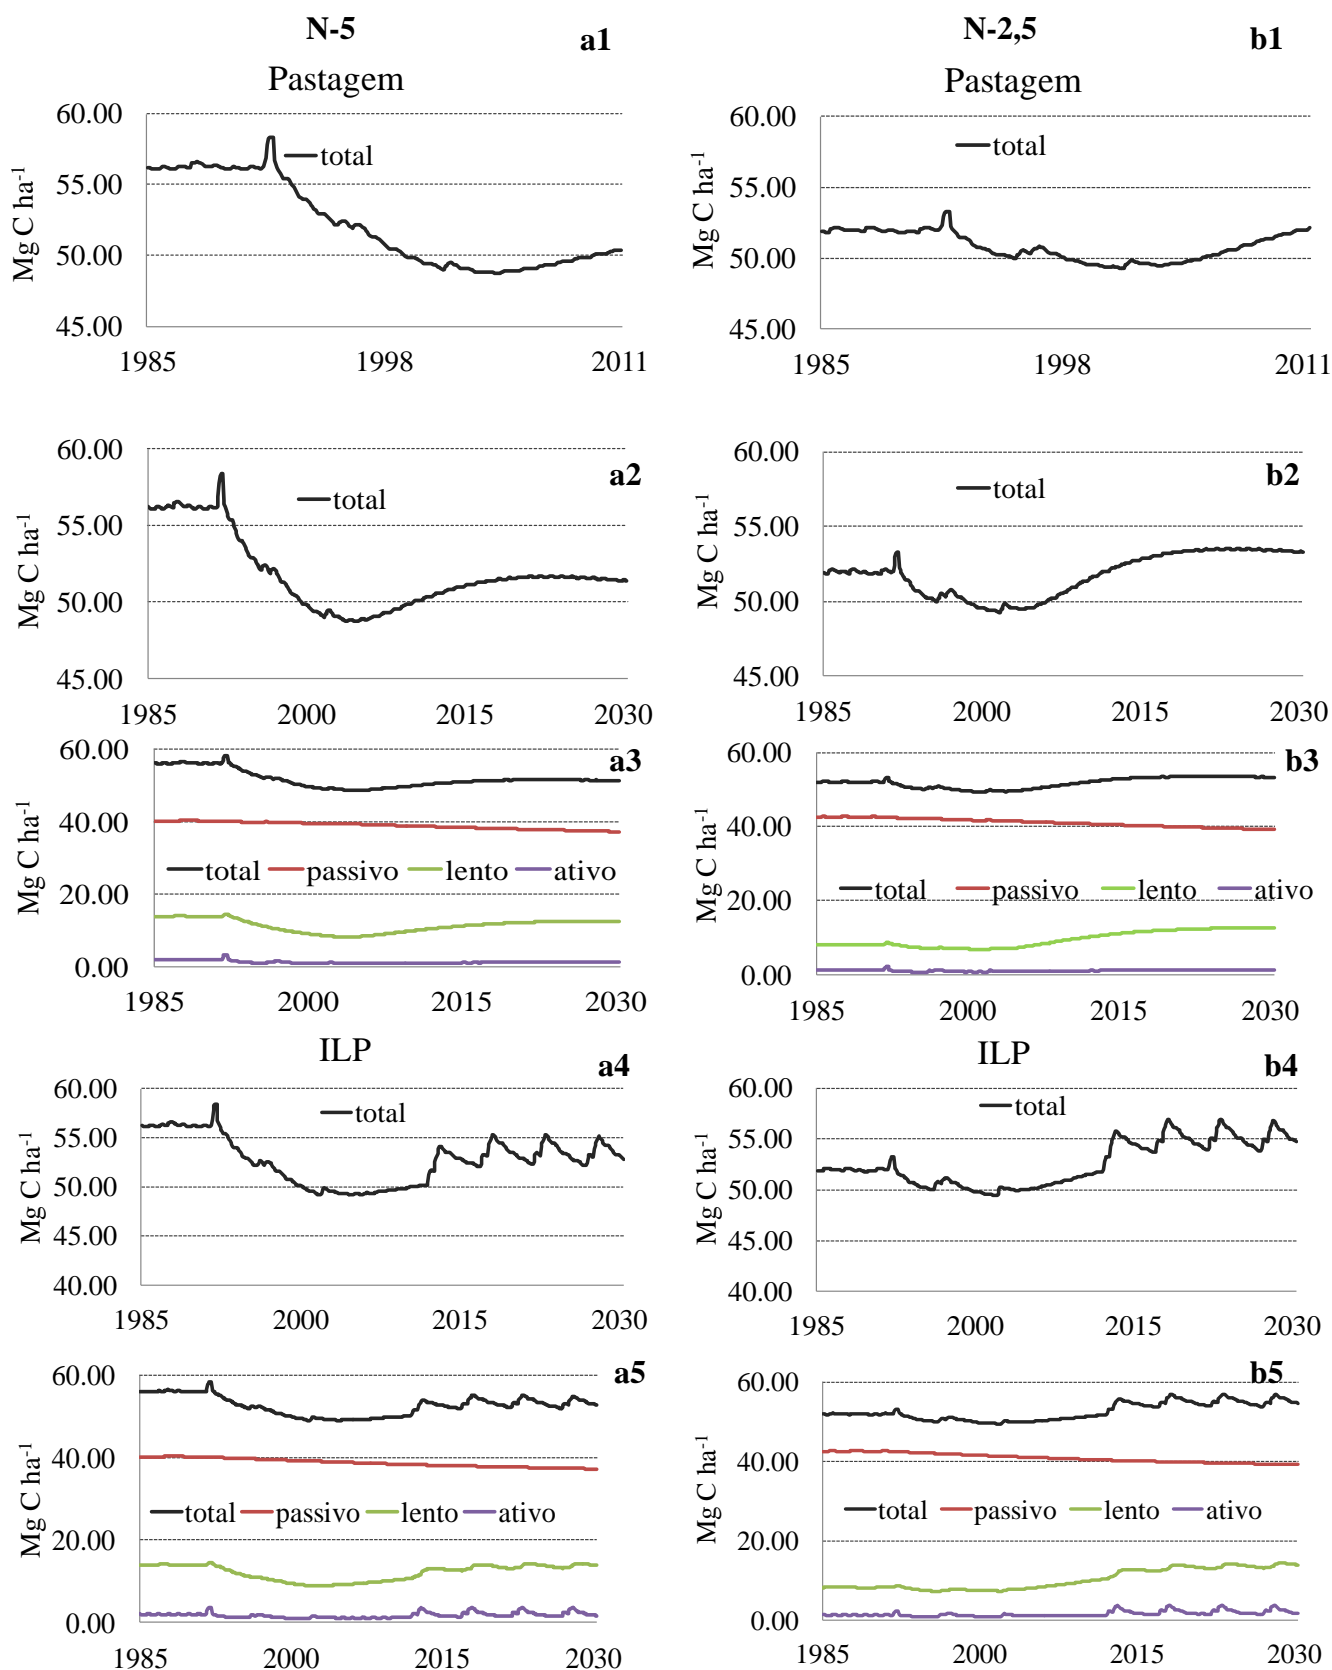 N-5
a1
Pastagem
60.00
55.00
50.00
45.00
Mg C ha-1
total
1985 1998 2011
N-2,5
b1
Pastagem
60.00
55.00
50.00
45.00
Mg C ha-1
total
1985 1998 2011
a2
60.00
55.00
50.00
45.00
Mg C ha-1
total
1985 2000 2015 2030
b2
60.00
55.00
50.00
45.00
Mg C ha-1
total
1985 2000 2015 2030
a3
60.00
40.00
20.00
0.00
Mg C ha-1
total passivo lento ativo
1985 2000 2015 2030
b3
60.00
40.00
20.00
0.00
Mg C ha-1
total passivo lento ativo
1985 2000 2015 2030
ILP
a4
60.00
55.00
50.00
45.00
40.00
Mg C ha-1
total
1985 2000 2015 2030
ILP
b4
60.00
55.00
50.00
45.00
40.00
Mg C ha-1
total
1985 2000 2015 2030
a5
60.00
40.00
20.00
0.00
Mg C ha-1
total passivo lento ativo
1985 2000 2015 2030
b5
60.00
40.00
20.00
0.00
Mg C ha-1
total passivo lento ativo
1985 2000 2015 2030